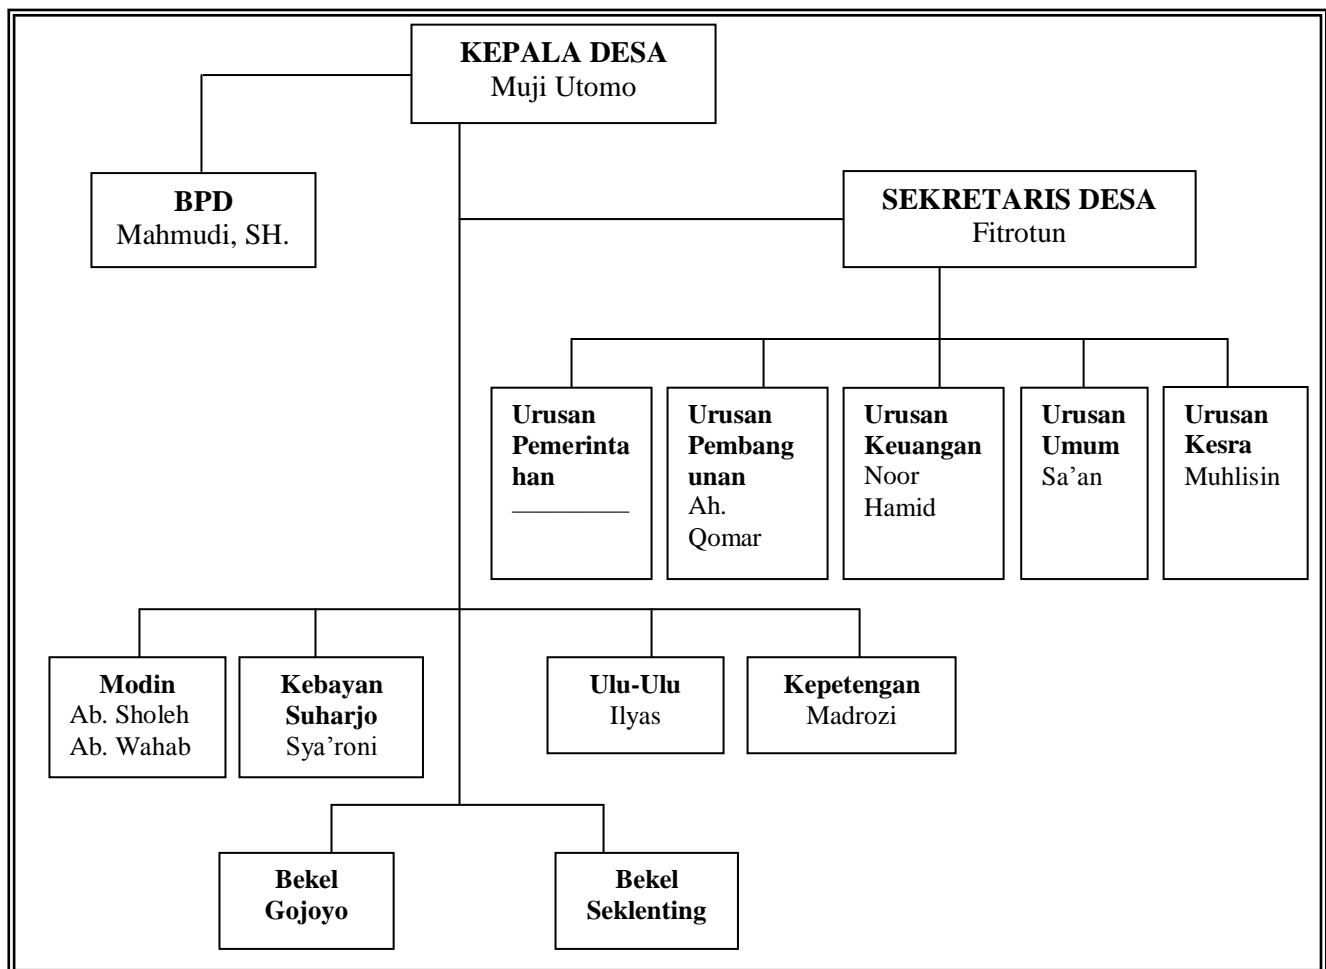 KEPALA DESA
Muji Utomo
BPD
Mahmudi, SH.
SEKRETARIS DESA
Fitrotun
Urusan
Pemerinta
han
Urusan
Pembang
unan
Ah.
Qomar
Urusan
Keuangan
Noor
Hamid
Urusan
Umum
Sa’an
Urusan
Kesra
Muhlisin
Modin
Ab. Sholeh
Ab. Wahab
Kebayan
Suharjo
Sya’roni
Ulu-Ulu
Ilyas
Kepetengan
Madrozi
Bekel
Gojoyo
Bekel
Seklenting